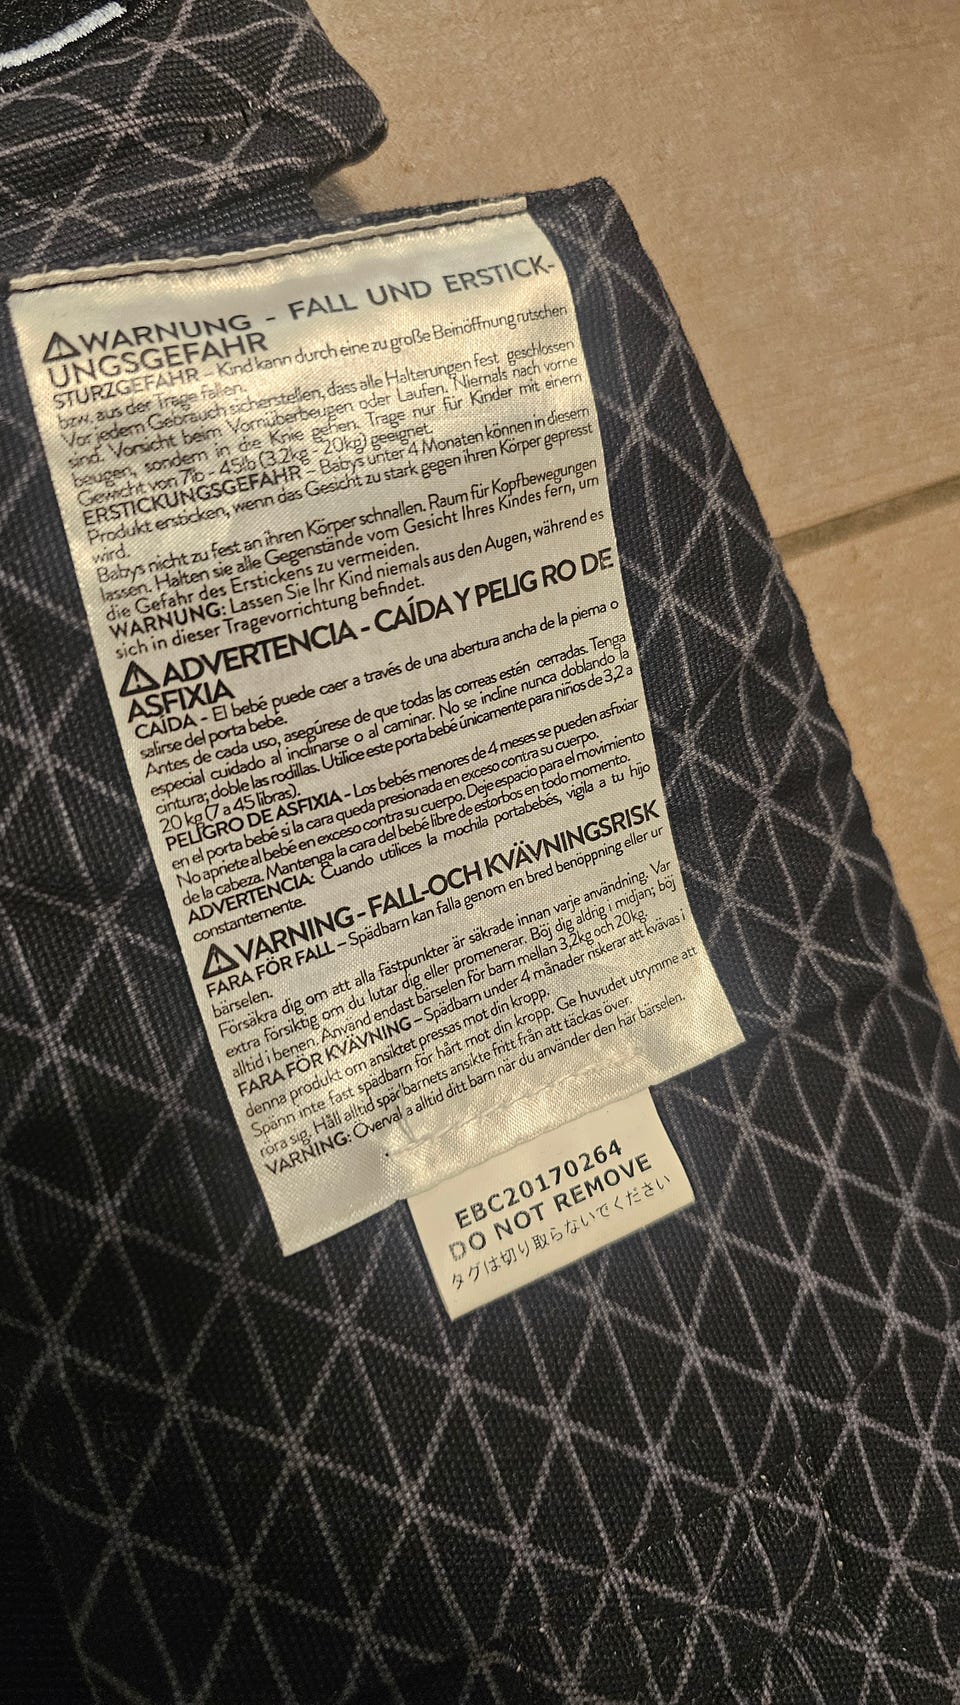 ⚠WARNUNG - FALL UND ERSTICK-
UNGSGEFAHR
STURZGEFAHR – Kind kann durch eine zu große Beinöffnung rutschen
bzw. aus der Trage fallen.
Vor jedem Gebrauch sicherstellen, dass alle Halterungen fest geschlossen
sind. Vorsicht beim Vornüberbeugen oder Laufen. Niemals nach vorne
beugen, sondern in die Knie gehen. Trage nur für Kinder mit einem
Gewicht von 7lb - 45lb (3.2kg - 20kg) geeignet.
ERSTICKUNGSGEFAHR – Babys unter 4 Monaten können in diesem
Produkt ersticken, wenn das Gesicht zu stark gegen ihren Körper gepresst
wird.
Babys nicht zu fest an ihren Körper schnallen. Raum für Kopfbewegungen
lassen. Halten sie alle Gegenstände vom Gesicht Ihres Kindes fern, um
die Gefahr des Erstickens zu vermeiden.
WARNUNG: Lassen Sie Ihr Kind niemals aus den Augen, während es
sich in dieser Tragevorrichtung befindet.
⚠ADVERTENCIA - CAÍDA Y PELIG RO DE
ASFIXIA
CAÍDA - El bebé puede caer a través de una abertura ancha de la pierna o
salirse del porta bebé.
Antes de cada uso, asegúrese de que todas las correas estén cerradas. Tenga
especial cuidado al inclinarse o al caminar. No se incline nunca doblando la
cintura; doble las rodillas. Utilice este porta bebé únicamente para niños de 3,2 a
20 kg (7 a 45 libras).
PELIGRO DE ASFIXIA - Los bebés menores de 4 meses se pueden asfixiar
en el porta bebé si la cara queda presionada en exceso contra su cuerpo.
No apriete al bebé en exceso contra su cuerpo. Deje espacio para el movimiento
de la cabeza. Mantenga la cara del bebé libre de estorbos en todo momento.
ADVERTENCIA: Cuando utilices la mochila portabebés, vigila a tu hijo
constantemente.
⚠VARNING - FALL-OCH KVÄVNINGSRISK
FARA FÖR FALL – Spädbarn kan falla genom en bred benöppning eller ur
bärselen.
Försäkra dig om att alla fästpunkter är säkrade innan varje användning. Var
extra försiktig om du lutar dig eller promenerar. Böj dig aldrig i midjan; böj
alltid i benen. Använd endast bärselen för barn mellan 3,2kg och 20kg.
FARA FÖR KVÄVNING – Spädbarn under 4 månader riskerar att kvävas i
denna produkt om ansiktet pressas mot din kropp.
Spänn inte fast spädbarn för hårt mot din kropp. Ge huvudet utrymme att
röra sig. Håll alltid spädbarnets ansikte fritt från att täckas över.
VARNING: Överval a alltid ditt barn när du använder den här bärselen.
EBC20170264
DO NOT REMOVE
タグは切り取らないでください